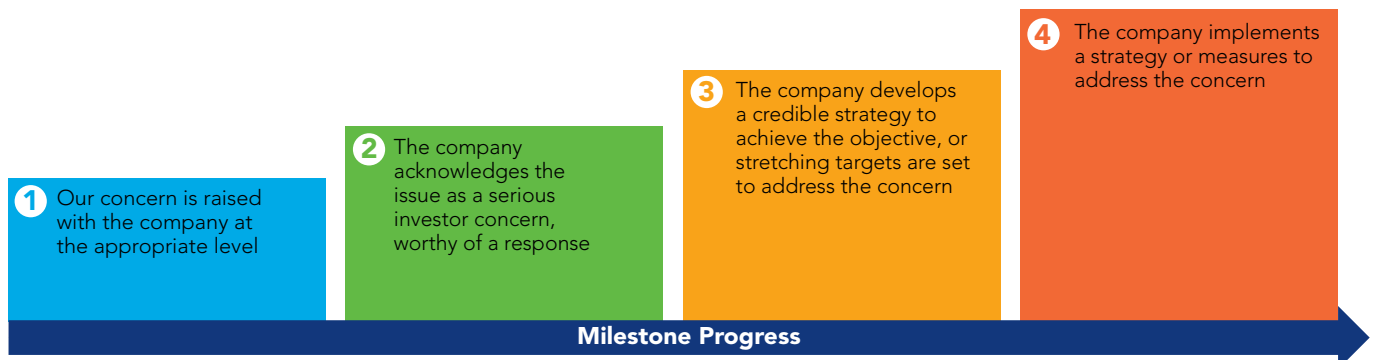 1 Our concern is raised
with the company at
the appropriate level
2 The company
acknowledges the
issue as a serious
investor concern,
worthy of a response
3 The company develops
a credible strategy to
achieve the objective, or
stretching targets are set
to address the concern
4 The company implements
a strategy or measures to
address the concern
Milestone Progress